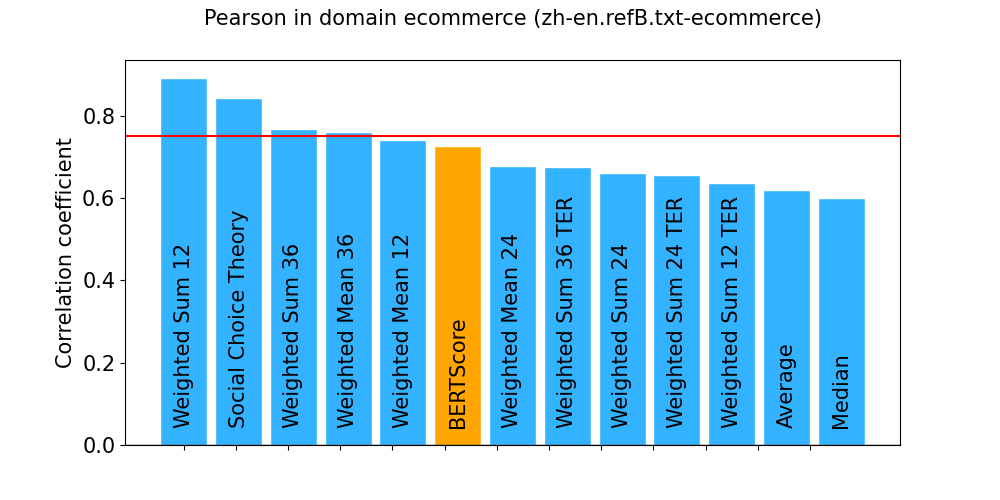 Pearson in domain ecommerce (zh-en.refB.txt-ecommerce)
Correlation coefficient
0.8
0.6
0.4
0.2
0.0
Weighted Sum 12
Social Choice Theory
Weighted Sum 36
Weighted Mean 36
Weighted Mean 12
BERTScore
Weighted Mean 24
Weighted Sum 36 TER
Weighted Sum 24
Weighted Sum 24 TER
Weighted Sum 12 TER
Average
Median